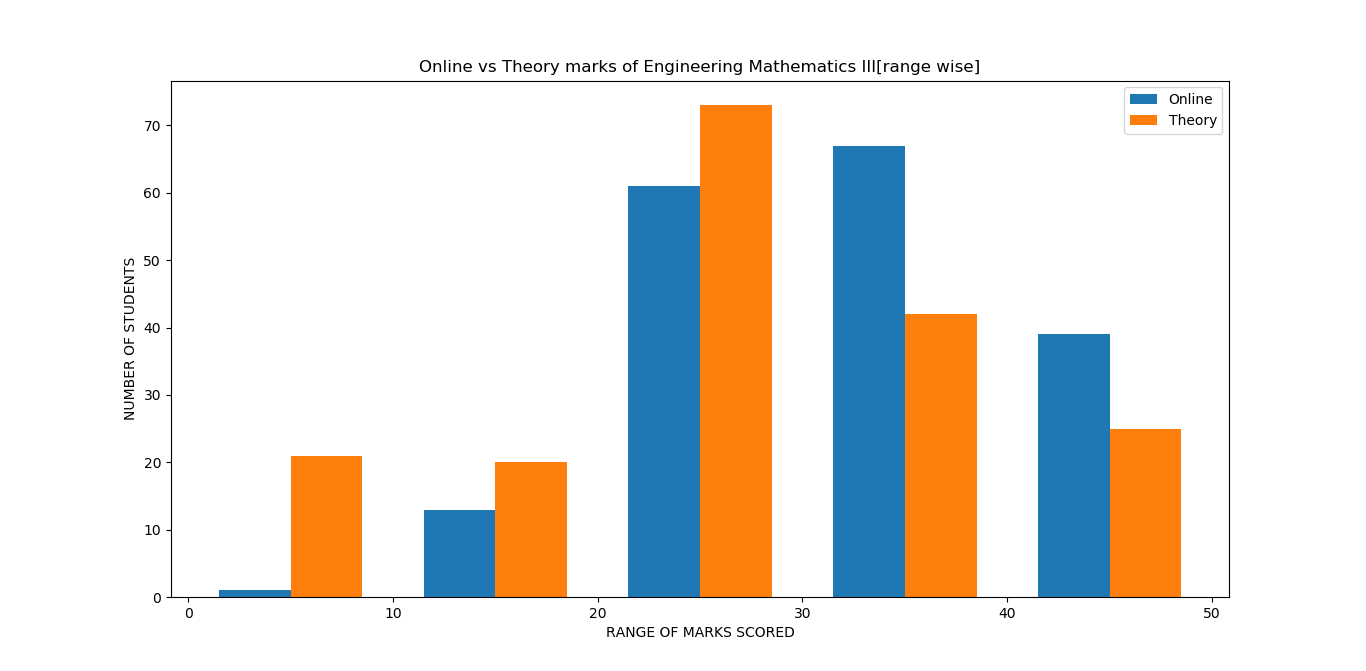 Online vs Theory marks of Engineering Mathematics III[range wise]
Online
Theory
NUMBER OF STUDENTS
70
60
50
40
30
20
10
0
0 10 20 30 40 50
RANGE OF MARKS SCORED